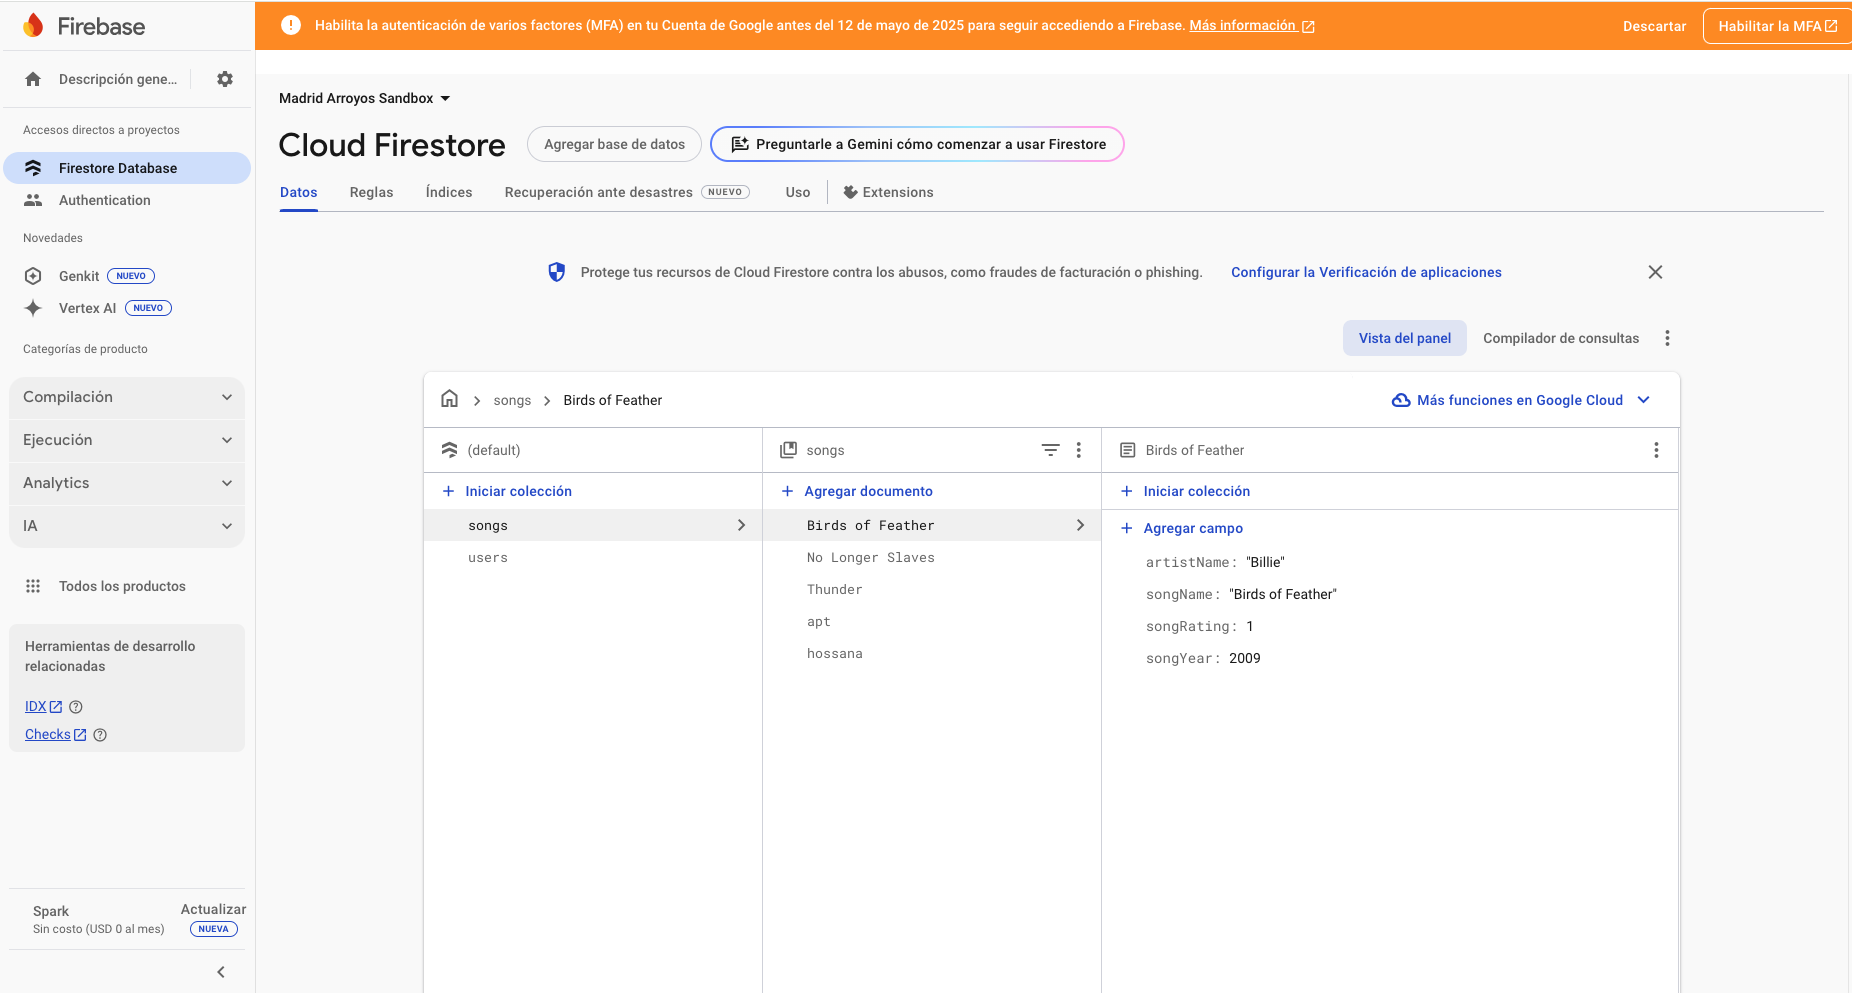 Firebase
Habilita la autenticación de varios factores (MFA) en tu Cuenta de Google antes del 12 de mayo de 2025 para seguir accediendo a Firebase. Más información
Descartar
Habilitar la MFA
Descripción gene...
Accesos directos a proyectos
Firestore Database
Authentication
Novedades
Genkit NUEVO
Vertex AI NUEVO
Categorías de producto
Compilación
Ejecución
Analytics
IA
Todos los productos
Herramientas de desarrollo
relacionadas
IDX
Checks
Spark
Sin costo (USD 0 al mes)
Actualizar
NUEVA
Madrid Arroyos Sandbox
Cloud Firestore
Agregar base de datos
Preguntarle a Gemini cómo comenzar a usar Firestore
Datos
Reglas
Índices
Recuperación ante desastres NUEVO
Uso
Extensions
Protege tus recursos de Cloud Firestore contra los abusos, como fraudes de facturación o phishing.
Configurar la Verificación de aplicaciones
Vista del panel
Compilador de consultas
songs
Birds of Feather
Más funciones en Google Cloud
(default)
+ Iniciar colección
songs
users
songs
+ Agregar documento
Birds of Feather
No Longer Slaves
Thunder
apt
hossana
Birds of Feather
+ Iniciar colección
+ Agregar campo
artistName: "Billie"
songName: "Birds of Feather"
songRating: 1
songYear: 2009